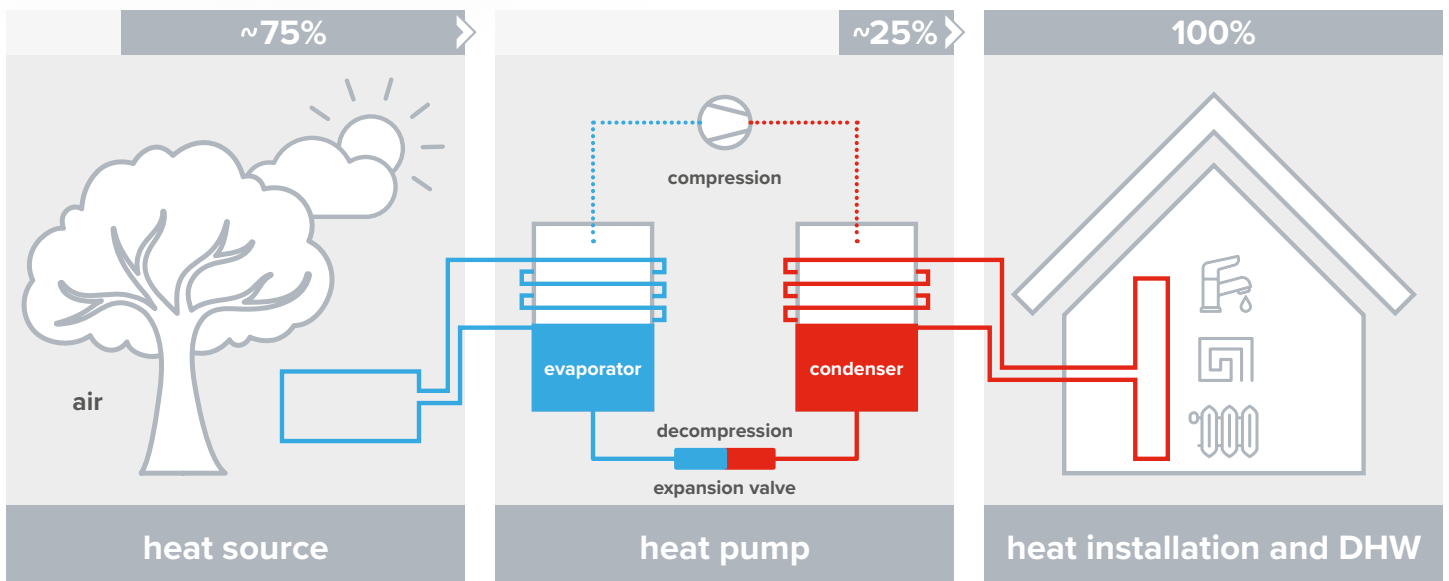 ~75%
~25%
100%
compression
evaporator
condenser
air
decompression
expansion valve
heat source
heat pump
heat installation and DHW